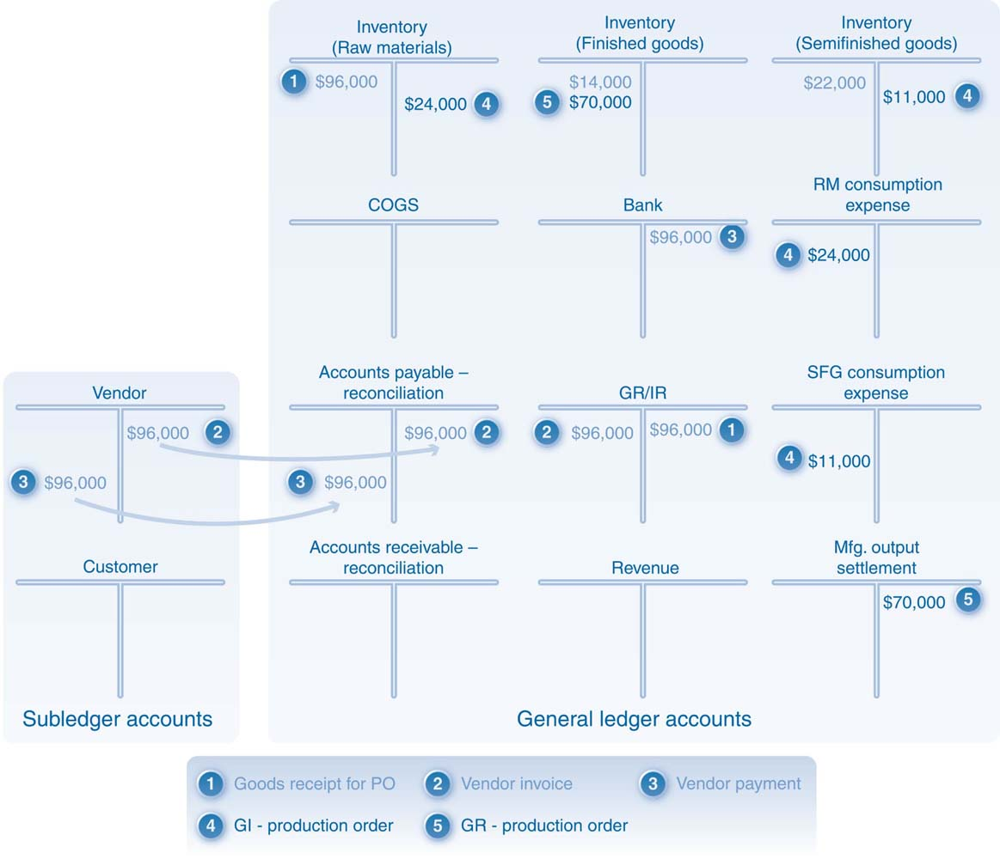 Inventory
(Raw materials)
Inventory
(Finished goods)
Inventory
(Semifinished goods)
1 $96,000
$24,000 4
$14,000
5 $70,000
$22,000
$11,000 4
COGS
Bank
RM consumption
expense
$96,000 3
4 $24,000
Vendor
Accounts payable –
reconciliation
GR/IR
SFG consumption
expense
$96,000 2
3 $96,000
$96,000 2
3 $96,000
2 $96,000
$96,000 1
4 $11,000
Customer
Accounts receivable –
reconciliation
Revenue
Mfg. output
settlement
$70,000 5
Subledger accounts
General ledger accounts
1 Goods receipt for PO
2 Vendor invoice
3 Vendor payment
4 GI - production order
5 GR - production order